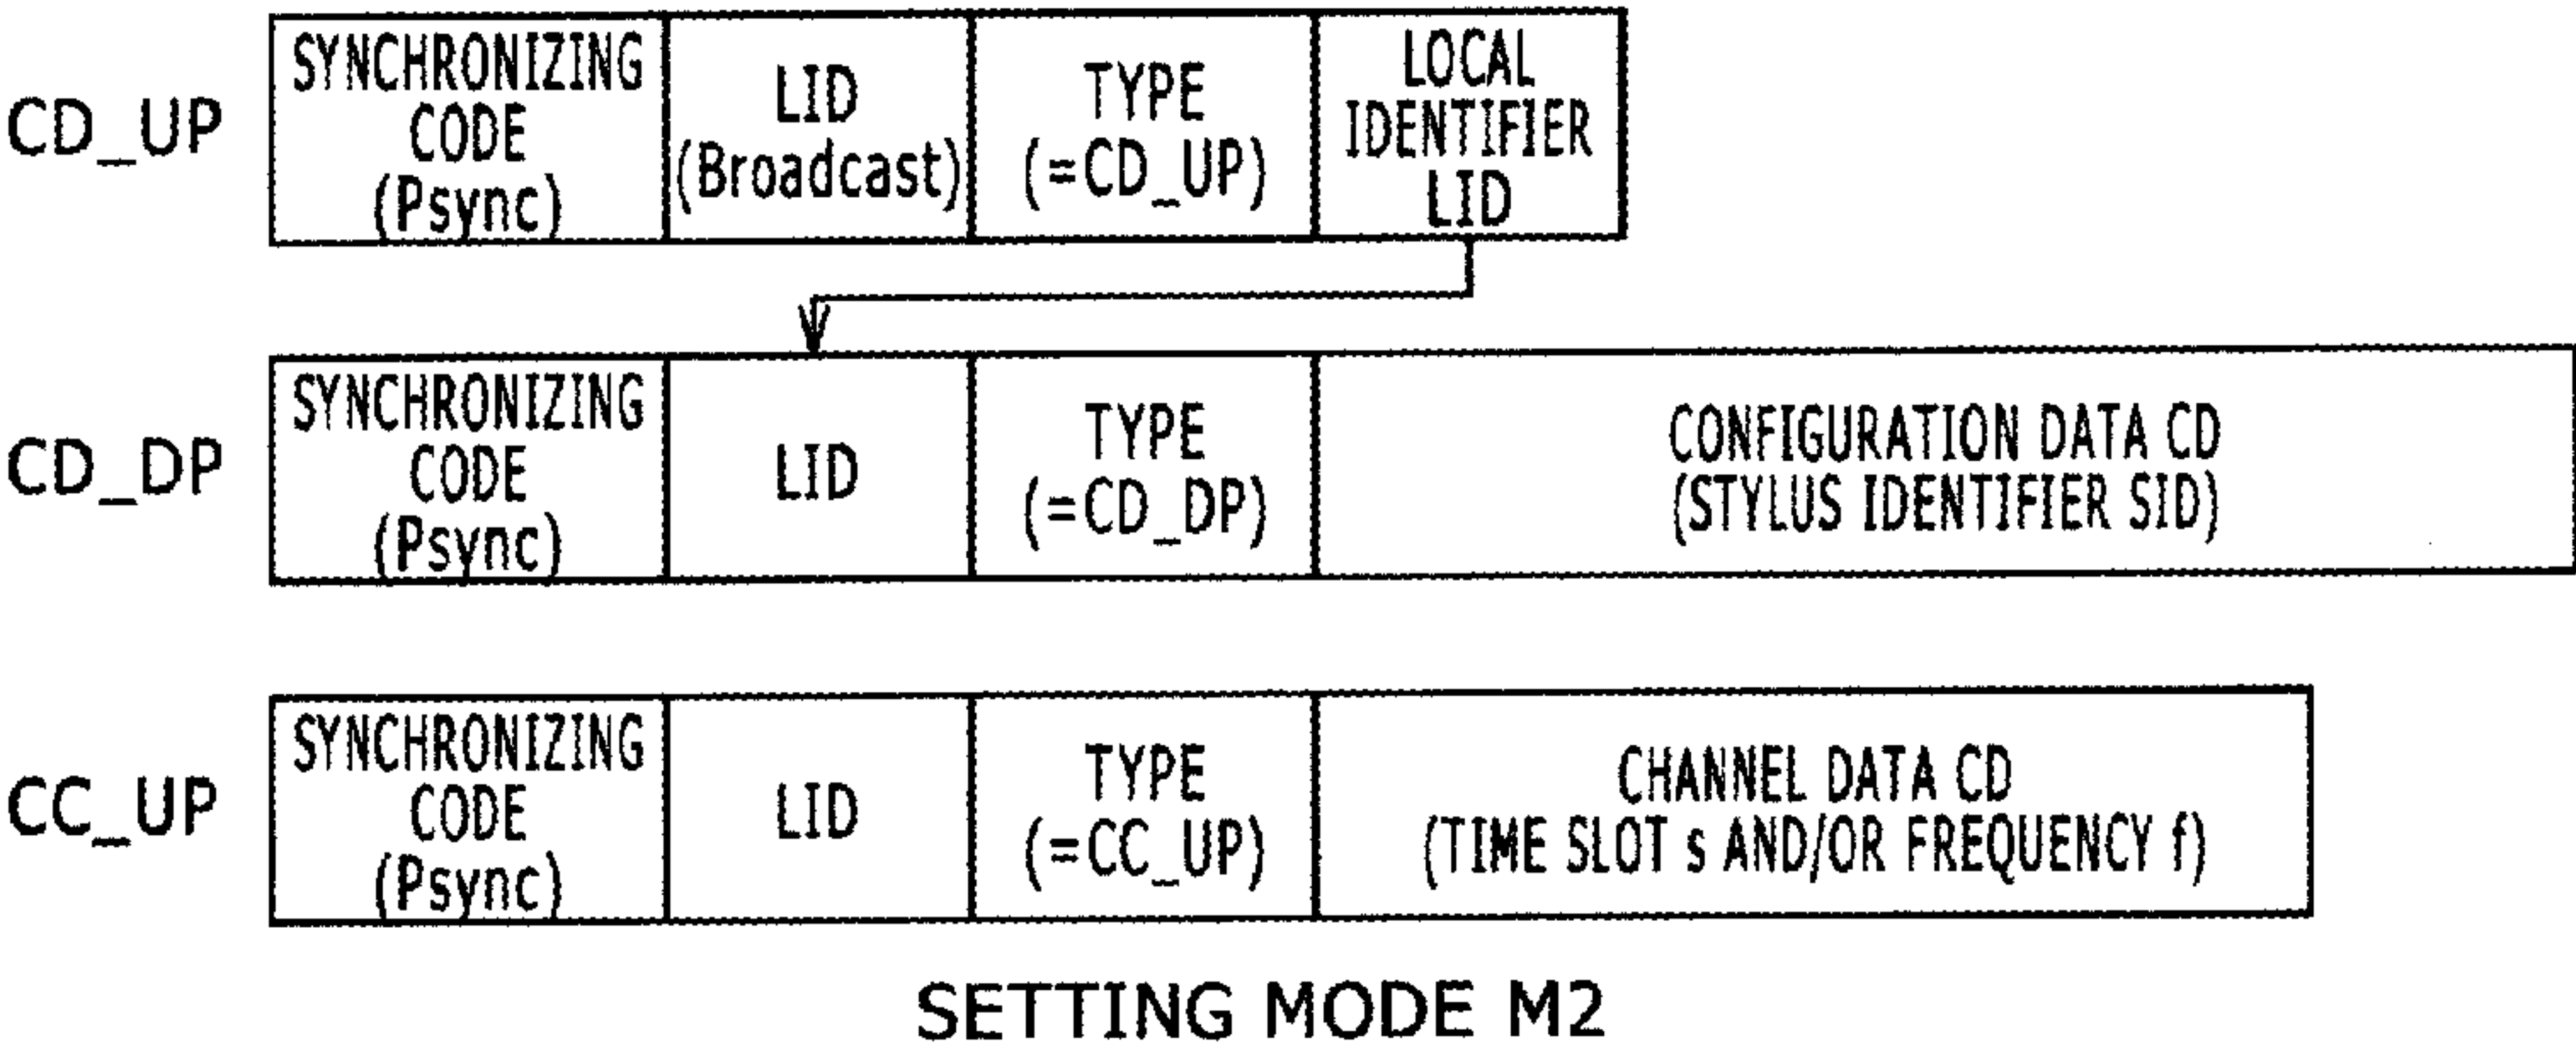 CD_UP
SYNCHRONIZING
CODE
(Psync)
LID
(Broadcast)
TYPE
(=CD_UP)
LOCAL
IDENTIFIER
LID
CD_DP
SYNCHRONIZING
CODE
(Psync)
LID
TYPE
(=CD_DP)
CONFIGURATION DATA CD
(STYLUS IDENTIFIER SID)
CC_UP
SYNCHRONIZING
CODE
(Psync)
LID
TYPE
(=CC_UP)
CHANNEL DATA CD
(TIME SLOT s AND/OR FREQUENCY f)
SETTING MODE M2